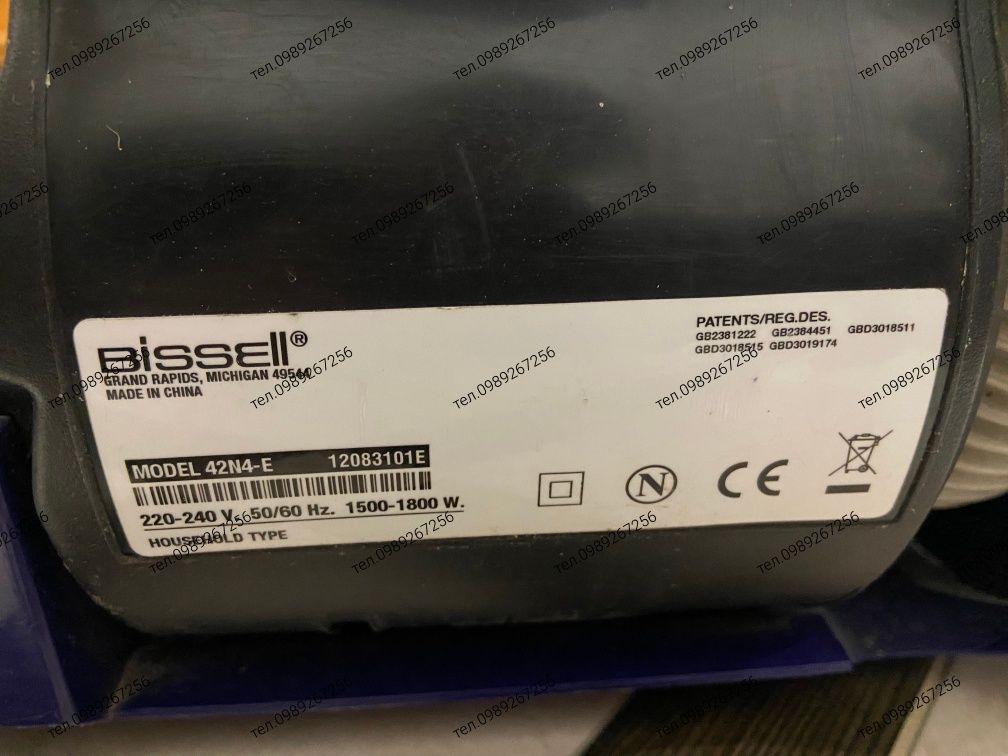 BISSELL®
GRAND RAPIDS, MICHIGAN 49544
MADE IN CHINA
PATENTS/REG.DES.
GB2381222 GB2384451 GBD3018511
GBD3018515 GBD3019174
MODEL 42N4-E 12083101E
220-240 V. 50/60 Hz. 1500-1800 W.
HOUSEHOLD TYPE
N
CE
тел.0989267256